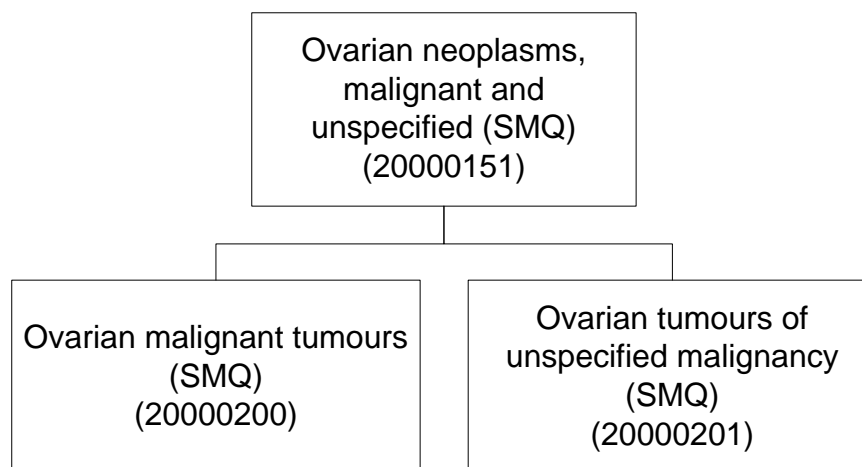 Ovarian neoplasms,
malignant and
unspecified (SMQ)
(20000151)
Ovarian malignant tumours
(SMQ)
(20000200)
Ovarian tumours of
unspecified malignancy
(SMQ)
(20000201)